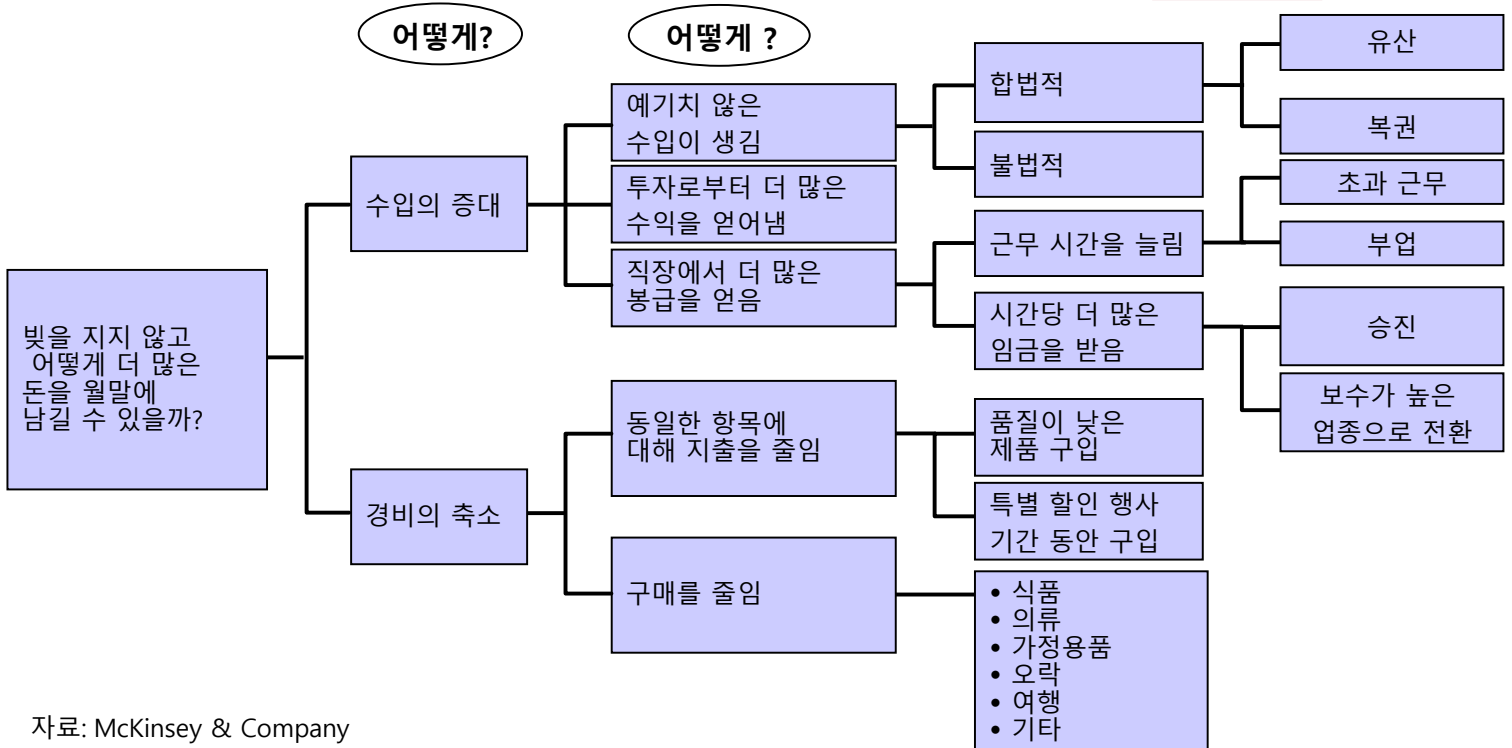 어떻게?
어떻게 ?
빚을 지지 않고
어떻게 더 많은
돈을 월말에
남길 수 있을까?
수입의 증대
예기치 않은
수입이 생김
합법적
유산
복권
불법적
투자로부터 더 많은
수익을 얻어냄
직장에서 더 많은
봉급을 얻음
근무 시간을 늘림
초과 근무
부업
시간당 더 많은
임금을 받음
승진
보수가 높은
업종으로 전환
경비의 축소
동일한 항목에
대해 지출을 줄임
품질이 낮은
제품 구입
특별 할인 행사
기간 동안 구입
구매를 줄임
• 식품
• 의류
• 가정용품
• 오락
• 여행
• 기타
자료: McKinsey & Company